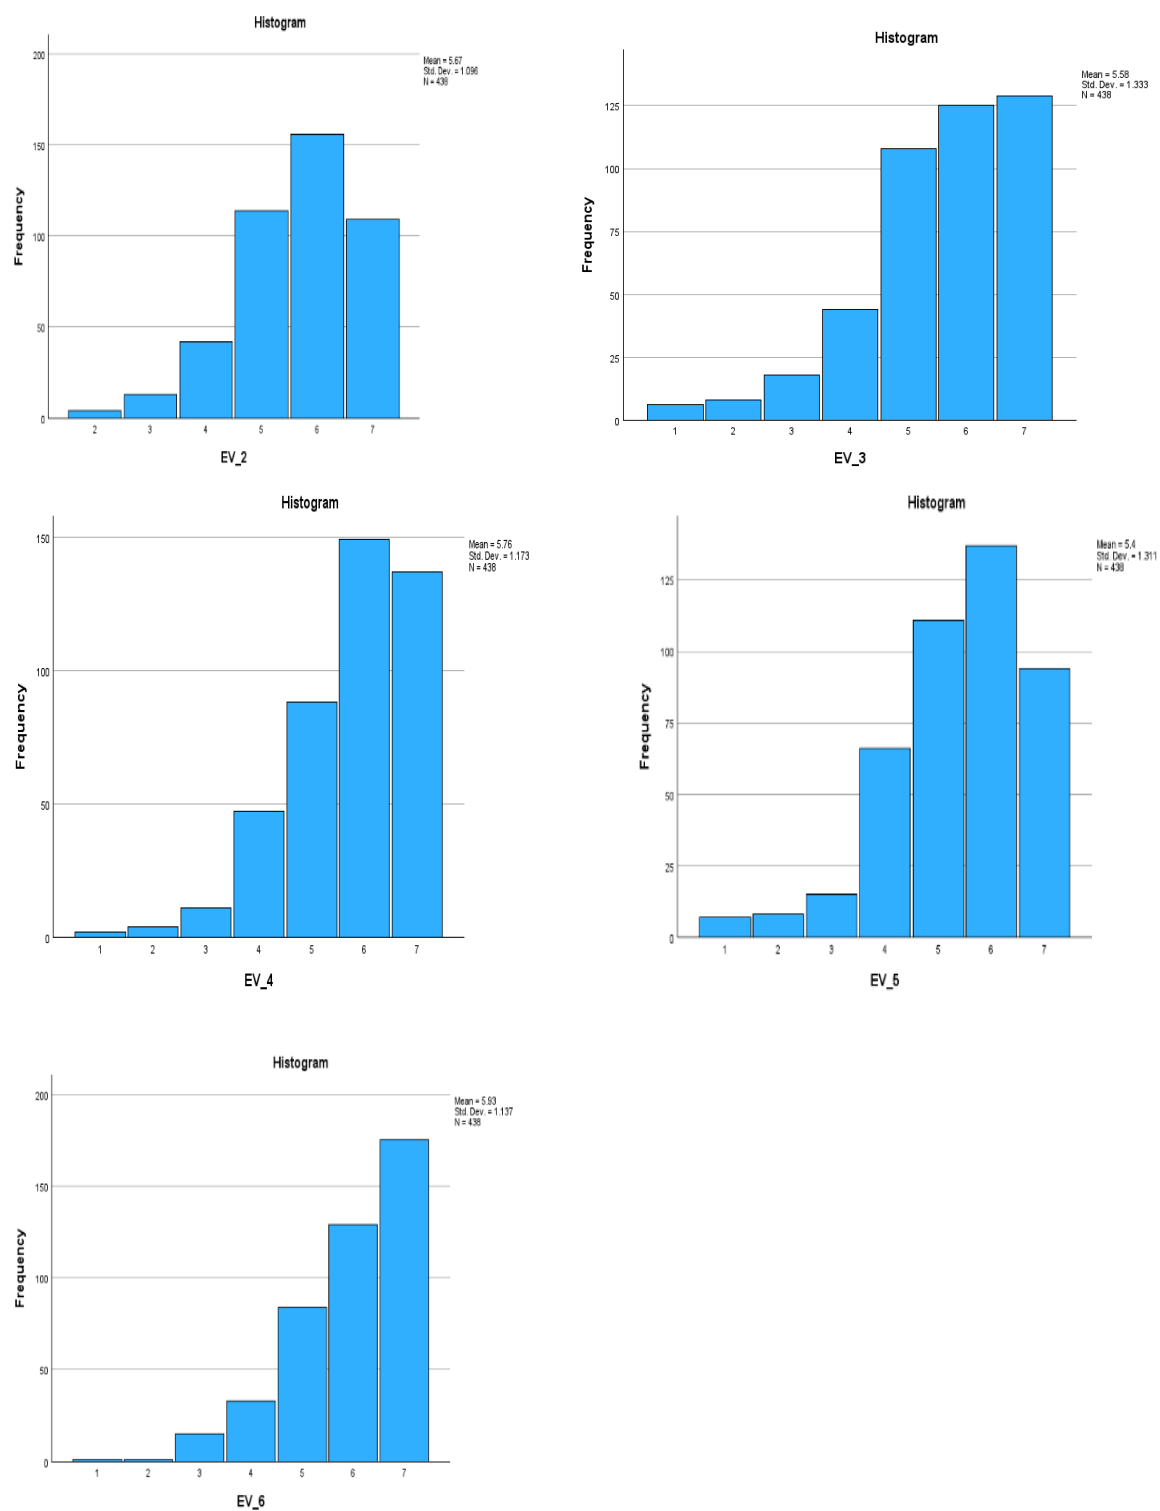 Histogram
Mean = 5.67
Std. Dev. = 1.096
N = 438
200
150
100
50
0
Frequency
2 3 4 5 6 7
EV_2
Histogram
Mean = 5.58
Std. Dev. = 1.333
N = 438
125
100
75
50
25
0
Frequency
1 2 3 4 5 6 7
EV_3
Histogram
Mean = 5.76
Std. Dev. = 1.173
N = 438
150
100
50
0
Frequency
1 2 3 4 5 6 7
EV_4
Histogram
Mean = 5.4
Std. Dev. = 1.311
N = 438
125
100
75
50
25
0
Frequency
1 2 3 4 5 6 7
EV_5
Histogram
Mean = 5.93
Std. Dev. = 1.137
N = 438
200
150
100
50
0
Frequency
1 2 3 4 5 6 7
EV_6